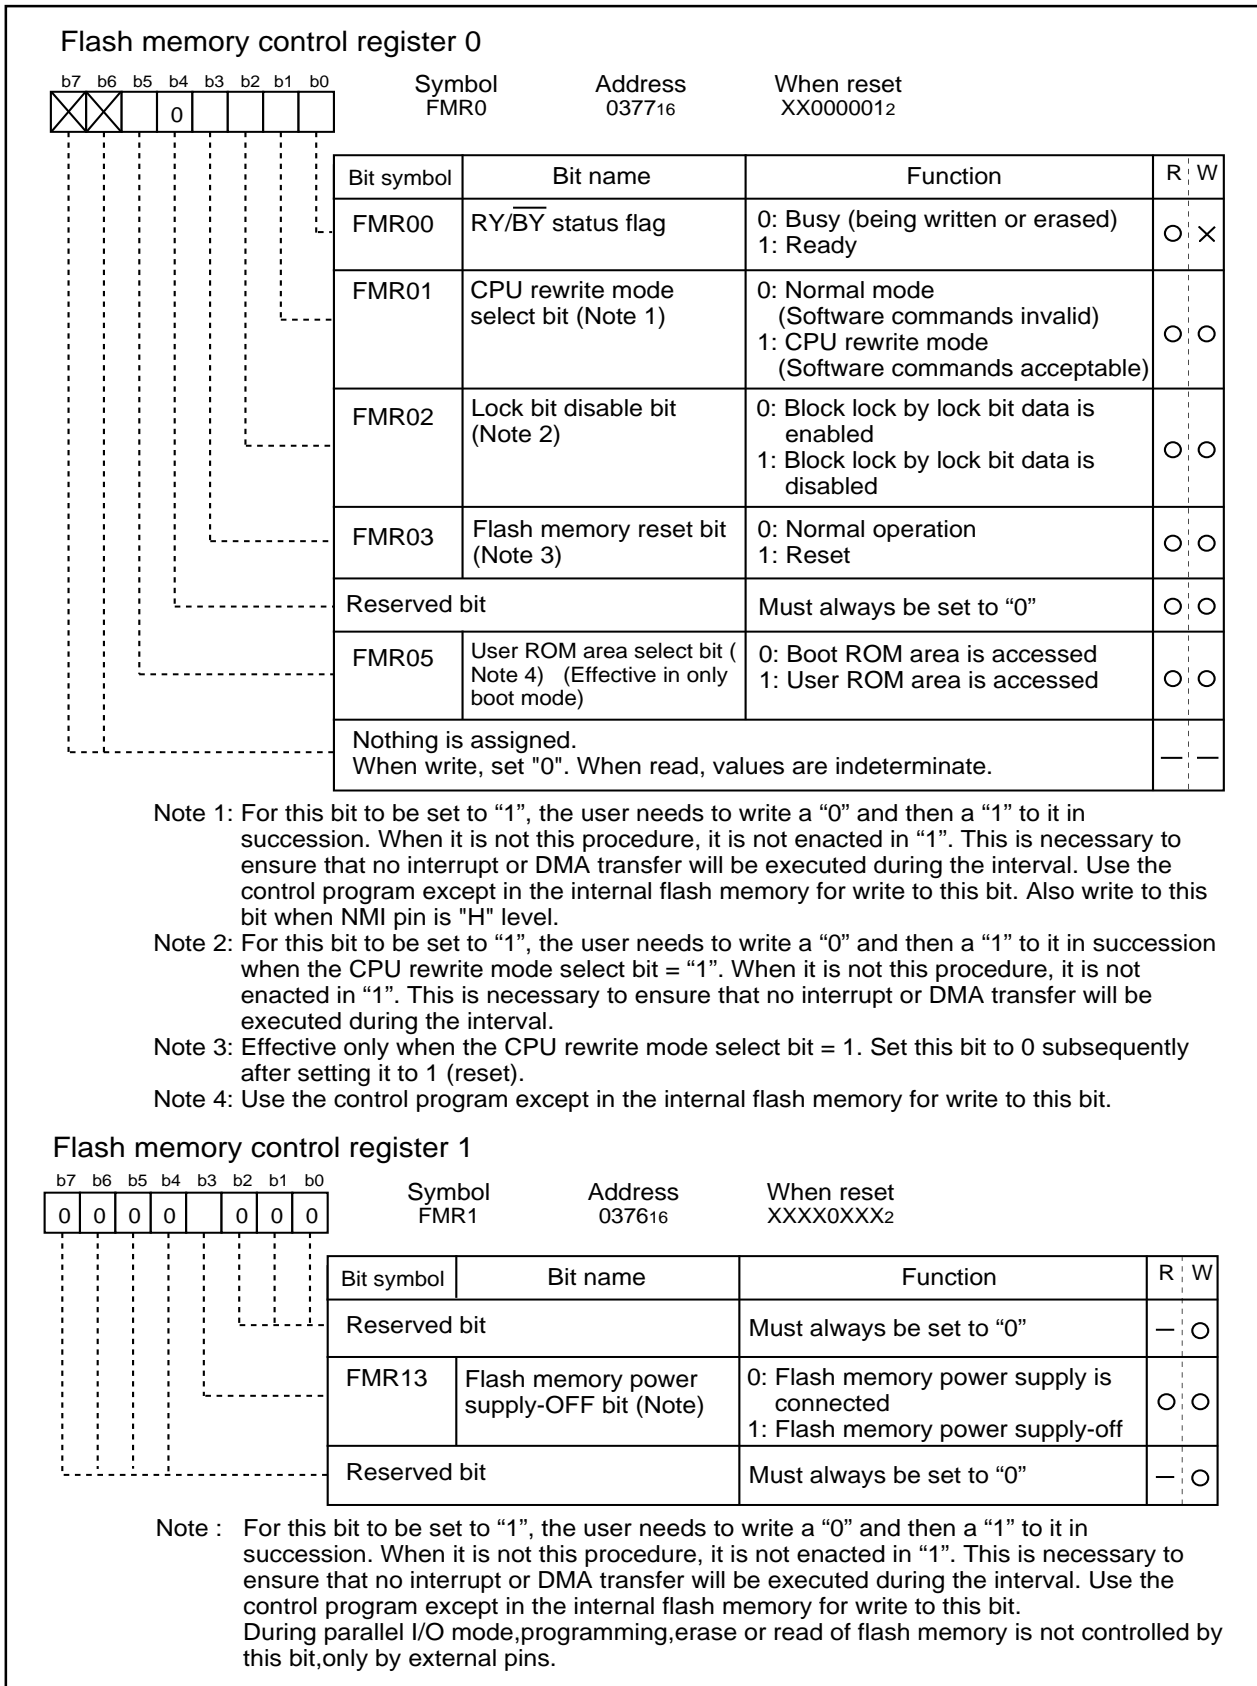 Flash memory control register 0
b7 b6 b5 b4 b3 b2 b1 b0
0
Symbol Address When reset
FMR0 037716 XX0000012
Bit symbol Bit name Function R W
FMR00 RY/BY status flag 0: Busy (being written or erased)
1: Ready
FMR01 CPU rewrite mode
select bit (Note 1)
0: Normal mode
(Software commands invalid)
1: CPU rewrite mode
(Software commands acceptable)
FMR02 Lock bit disable bit
(Note 2)
0: Block lock by lock bit data is
enabled
1: Block lock by lock bit data is
disabled
FMR03 Flash memory reset bit
(Note 3)
0: Normal operation
1: Reset
Reserved bit Must always be set to “0”
FMR05 User ROM area select bit (
Note 4) (Effective in only
boot mode)
0: Boot ROM area is accessed
1: User ROM area is accessed
Nothing is assigned.
When write, set "0". When read, values are indeterminate.
Note 1: For this bit to be set to “1”, the user needs to write a “0” and then a “1” to it in
succession. When it is not this procedure, it is not enacted in “1”. This is necessary to
ensure that no interrupt or DMA transfer will be executed during the interval. Use the
control program except in the internal flash memory for write to this bit. Also write to this
bit when NMI pin is "H" level.
Note 2: For this bit to be set to “1”, the user needs to write a “0” and then a “1” to it in succession
when the CPU rewrite mode select bit = “1”. When it is not this procedure, it is not
enacted in “1”. This is necessary to ensure that no interrupt or DMA transfer will be
executed during the interval.
Note 3: Effective only when the CPU rewrite mode select bit = 1. Set this bit to 0 subsequently
after setting it to 1 (reset).
Note 4: Use the control program except in the internal flash memory for write to this bit.
Flash memory control register 1
b7 b6 b5 b4 b3 b2 b1 b0
0 0 0 0 0 0 0
Symbol Address When reset
FMR1 037616 XXXX0XXX2
Bit symbol Bit name Function R W
Reserved bit Must always be set to “0”
FMR13 Flash memory power
supply-OFF bit (Note)
0: Flash memory power supply is
connected
1: Flash memory power supply-off
Reserved bit Must always be set to “0”
Note : For this bit to be set to “1”, the user needs to write a “0” and then a “1” to it in
succession. When it is not this procedure, it is not enacted in “1”. This is necessary to
ensure that no interrupt or DMA transfer will be executed during the interval. Use the
control program except in the internal flash memory for write to this bit.
During parallel I/O mode,programming,erase or read of flash memory is not controlled by
this bit,only by external pins.